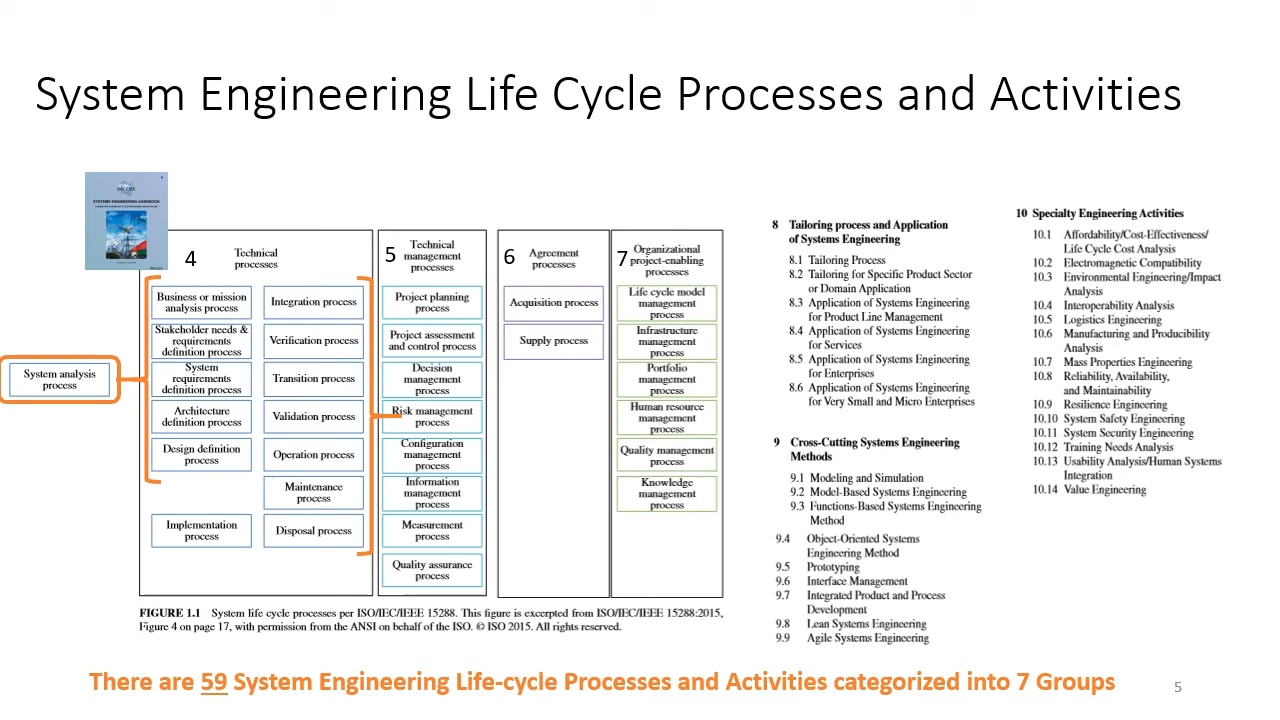 System Engineering Life Cycle Processes and Activities
INCOSE
SYSTEMS ENGINEERING HANDBOOK
System analysis
process
4
Technical
processes
Business or mission
analysis process
Stakeholder needs &
requirements
definition process
System
requirements
definition process
Architecture
definition process
Design definition
process
Implementation
process
Integration process
Verification process
Transition process
Validation process
Operation process
Maintenance
process
Disposal process
5
Technical
management
processes
Project planning
process
Project assessment
and control process
Decision
management
process
Risk management
process
Configuration
management
process
Information
management
process
Measurement
process
Quality assurance
process
6
Agreement
processes
Acquisition process
Supply process
7
Organizational
project-enabling
processes
Life cycle model
management
process
Infrastructure
management
process
Portfolio
management
process
Human resource
management
process
Quality management
process
Knowledge
management
process
FIGURE 1.1 System life cycle processes per ISO/IEC/IEEE 15288. This figure is excerpted from ISO/IEC/IEEE 15288:2015,
Figure 4 on page 17, with permission from the ANSI on behalf of the ISO. © ISO 2015. All rights reserved.
8 Tailoring process and Application
of Systems Engineering
8.1 Tailoring Process
8.2 Tailoring for Specific Product Sector
or Domain Application
8.3 Application of Systems Engineering
for Product Line Management
8.4 Application of Systems Engineering
for Services
8.5 Application of Systems Engineering
for Enterprises
8.6 Application of Systems Engineering
for Very Small and Micro Enterprises
9 Cross-Cutting Systems Engineering
Methods
9.1 Modeling and Simulation
9.2 Model-Based Systems Engineering
9.3 Functions-Based Systems Engineering
Method
9.4 Object-Oriented Systems
Engineering Method
9.5 Prototyping
9.6 Interface Management
9.7 Integrated Product and Process
Development
9.8 Lean Systems Engineering
9.9 Agile Systems Engineering
10 Specialty Engineering Activities
10.1 Affordability/Cost-Effectiveness/
Life Cycle Cost Analysis
10.2 Electromagnetic Compatibility
10.3 Environmental Engineering/Impact
Analysis
10.4 Interoperability Analysis
10.5 Logistics Engineering
10.6 Manufacturing and Producibility
Analysis
10.7 Mass Properties Engineering
10.8 Reliability, Availability,
and Maintainability
10.9 Resilience Engineering
10.10 System Safety Engineering
10.11 System Security Engineering
10.12 Training Needs Analysis
10.13 Usability Analysis/Human Systems
Integration
10.14 Value Engineering
There are 59 System Engineering Life-cycle Processes and Activities categorized into 7 Groups
5